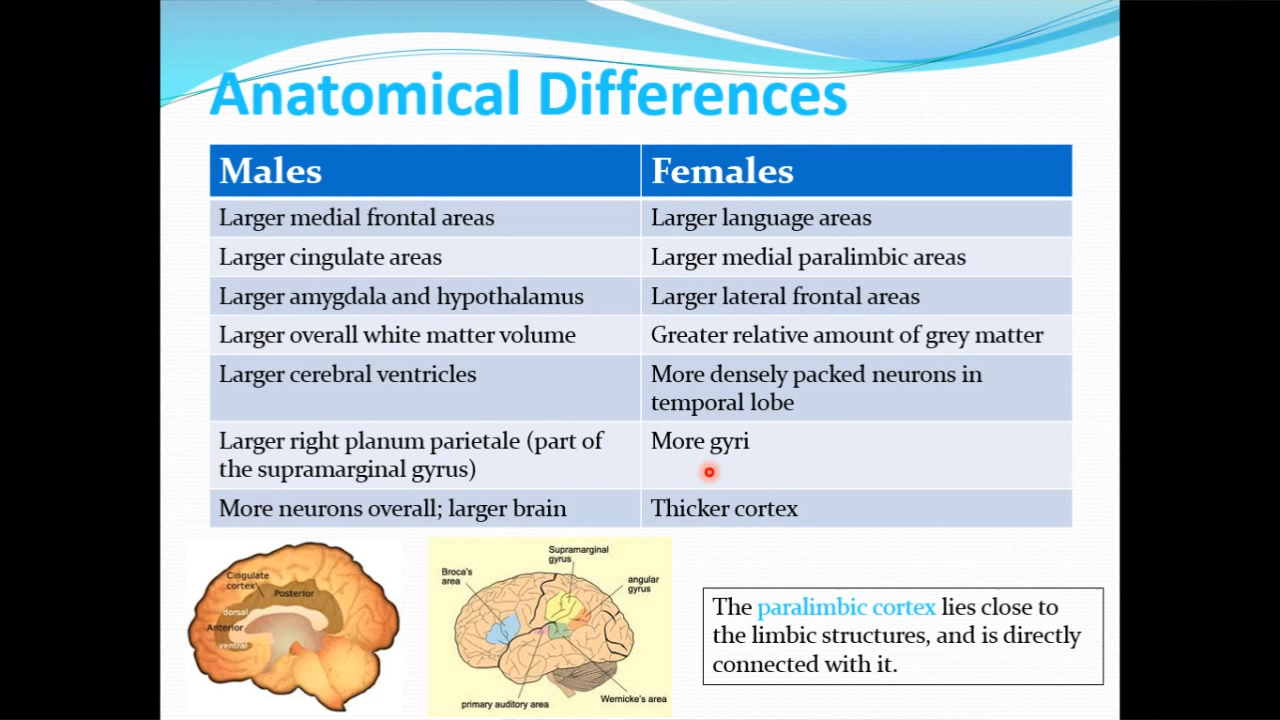 Anatomical Differences
Males
Females
Larger medial frontal areas
Larger language areas
Larger cingulate areas
Larger medial paralimbic areas
Larger amygdala and hypothalamus
Larger lateral frontal areas
Larger overall white matter volume
Greater relative amount of grey matter
Larger cerebral ventricles
More densely packed neurons in
temporal lobe
Larger right planum parietale (part of
the supramarginal gyrus)
More gyri
More neurons overall; larger brain
Thicker cortex
Cingulate
cortex
Posterior
dorsal
Anterior
ventral
Supramarginal
gyrus
Broca's
area
angular
gyrus
primary auditory area
Wernicke's area
The paralimbic cortex lies close to
the limbic structures, and is directly
connected with it.